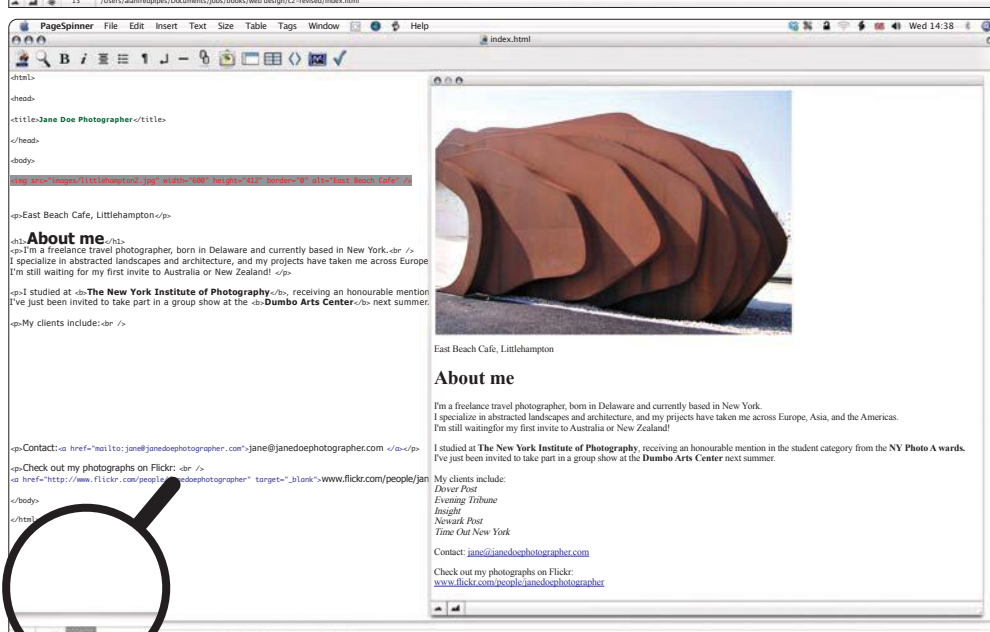 13 /Users/alanfredpipes/Documents/jobs/books/web design/c2-revised/index.html
PageSpinner File Edit Insert Text Size Table Tags Window Help Wed 14:38
index.html
B i
<html>
<head>
<title>Jane Doe Photographer</title>
</head>
<body>
<img src="images/littlehampton2.jpg" width="600" height="412" border="0" alt="East Beach Cafe" />
<p>East Beach Cafe, Littlehampton</p>
<h1>About me</h1>
<p>I'm a freelance travel photographer, born in Delaware and currently based in New York.<br />
I specialize in abstracted landscapes and architecture, and my projects have taken me across Europe
I'm still waiting for my first invite to Australia or New Zealand! </p>
<p>I studied at <b>The New York Institute of Photography</b>, receiving an honourable mention
I've just been invited to take part in a group show at the <b>Dumbo Arts Center</b> next summer.
<p>My clients include:<br />
<p>Contact:<a href="mailto:jane@janedoephotographer.com">jane@janedoephotographer.com </a></p>
<p>Check out my photographs on Flickr: <br />
<a href="http://www.flickr.com/people/janedoephotographer" target="_blank">www.flickr.com/people/jan
</body>
</html>
East Beach Cafe, Littlehampton
About me
I'm a freelance travel photographer, born in Delaware and currently based in New York.
I specialize in abstracted landscapes and architecture, and my prijects have taken me across Europe, Asia, and the Americas.
I'm still waitingfor my first invite to Australia or New Zealand!
I studied at The New York Institute of Photography, receiving an honourable mention in the student category from the NY Photo A wards.
I've just been invited to take part in a group show at the Dumbo Arts Center next summer.
My clients include:
Dover Post
Evening Tribune
Insight
Newark Post
Time Out New York
Contact: jane@janedoephotographer.com
Check out my photographs on Flickr:
www.flickr.com/people/janedoephotographer